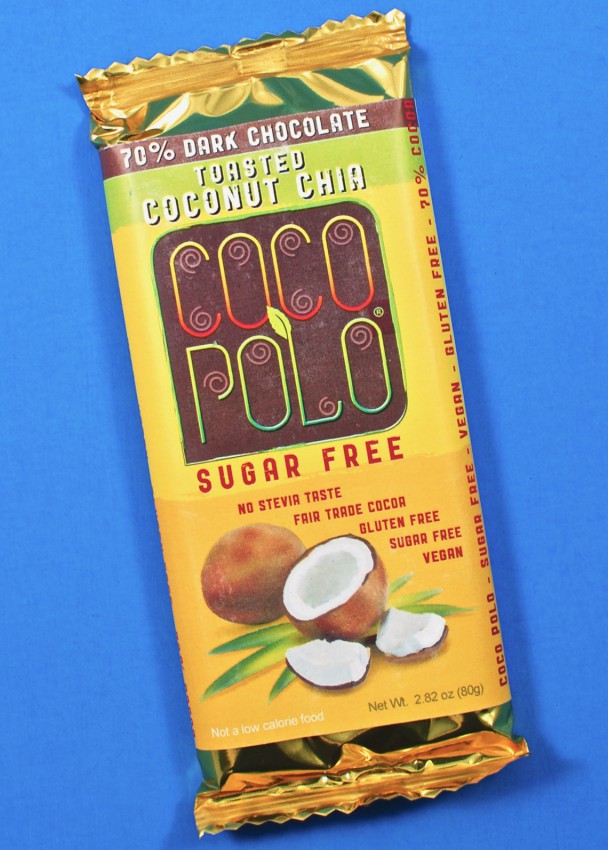 70% DARK CHOCOLATE
TOASTED
COCONUT CHIA
COCO
POLO®
SUGAR FREE
NO STEVIA TASTE
FAIR TRADE COCOA
GLUTEN FREE
SUGAR FREE
VEGAN
Net Wt. 2.82 oz (80g)
Not a low calorie food
COCO POLO - SUGAR FREE - VEGAN - GLUTEN FREE - 70% COCOA